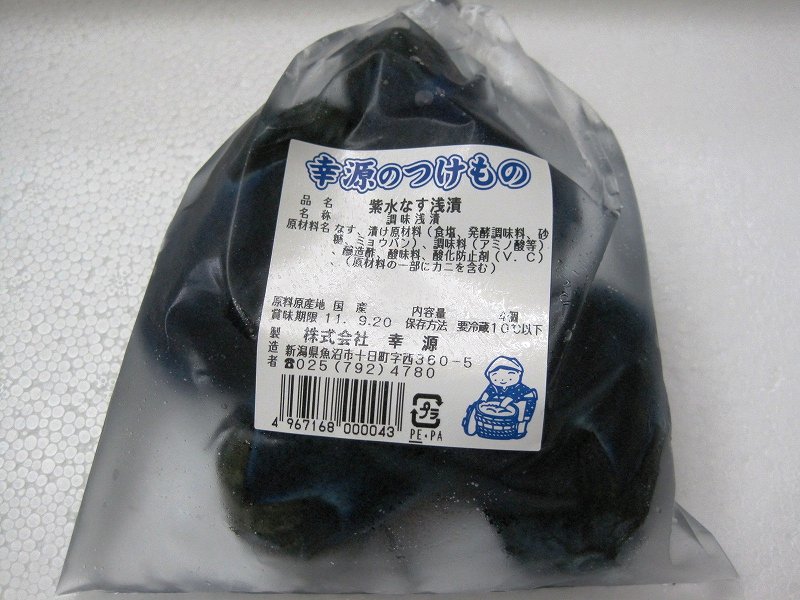 幸源のつけもの
品名 紫水なす浅漬
名称 調味浅漬
原材料名 なす、漬け原材料(食塩、発酵調味料、砂
糖、ミョウバン)、調味料(アミノ酸等)
、醸造酢、酸味料、酸化防止剤(V.C)
、(原材料の一部にカニを含む)
原料原産地 国産 内容量 4個
賞味期限 11. 9.20 保存方法 要冷蔵10℃以下
製造者 株式会社 幸源
新潟県魚沼市十日町字西360-5
☎025(792)4780
4 967168 000043
プラ
PE・PA